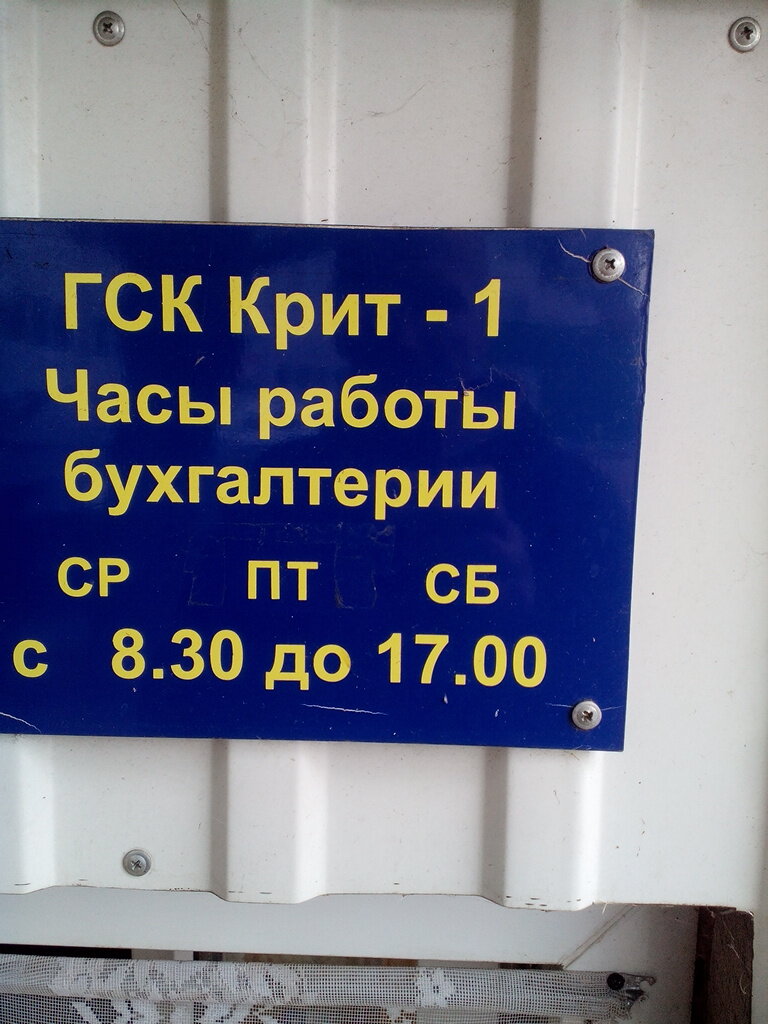 ГСК Крит - 1
Часы работы
бухгалтерии
СР ПТ СБ
с 8.30 до 17.00